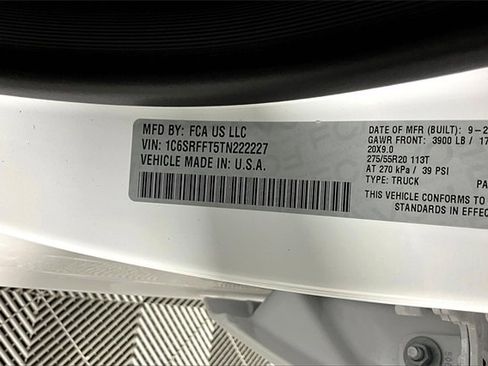 MFD BY: FCA US LLC
VIN: 1C6SRFFT5TN222227
VEHICLE MADE IN U.S.A.
DATE OF MFR (BUILT): 9-2
GAWR FRONT: 3900 LB / 17
20X9.0
275/55R20 113T
AT 270 kPa / 39 PSI
TYPE: TRUCK
THIS VEHICLE CONFORMS TO
STANDARDS IN EFFECT